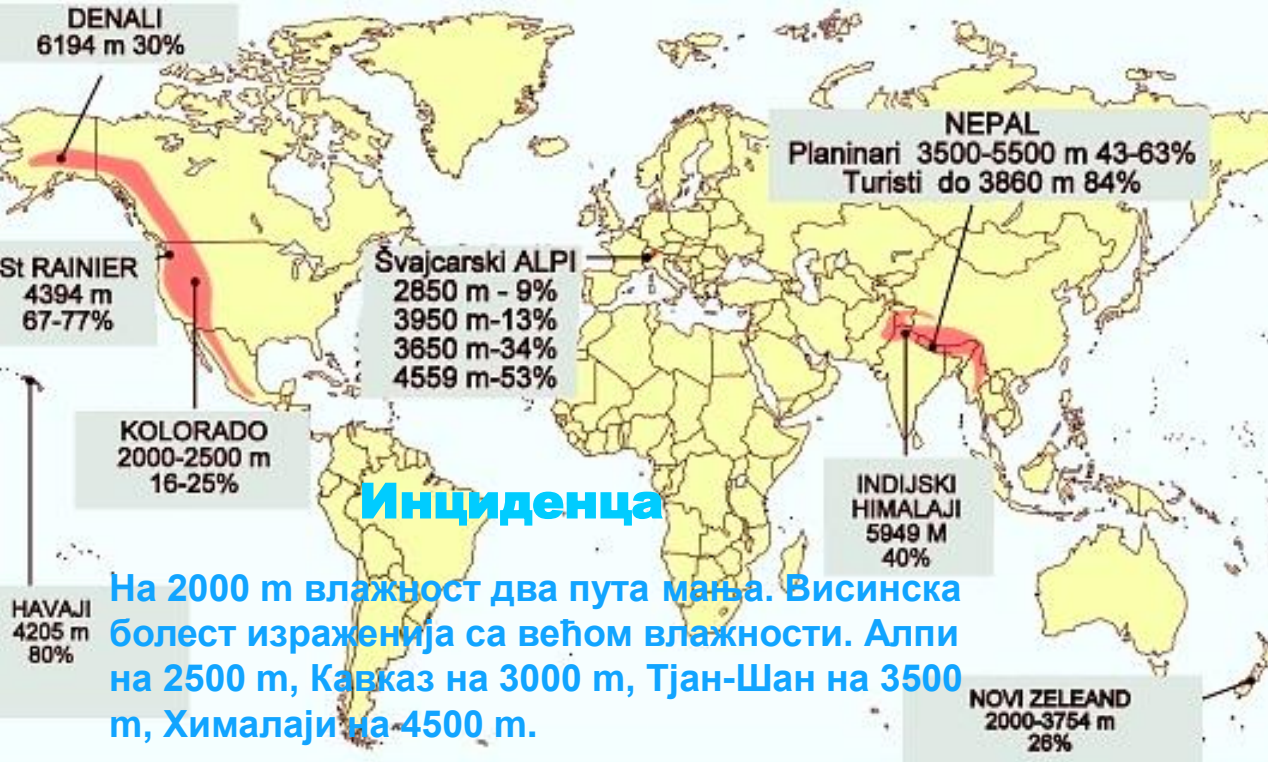 DENALI
6194 m 30%
NEPAL
Planinari 3500-5500 m 43-63%
Turisti do 3860 m 84%
St RAINIER
4394 m
67-77%
Švajcarski ALPI
2850 m - 9%
3950 m-13%
3650 m-34%
4559 m-53%
KOLORADO
2000-2500 m
16-25%
INDIJSKI
HIMALAJI
5949 M
40%
Инциденца
HAVAJI
4205 m
80%
На 2000 m влажност два пута мања. Висинска
болест израженија са већом влажности. Алпи
на 2500 m, Кавказ на 3000 m, Тјан-Шан на 3500
m, Хималаји на 4500 m.
NOVI ZELEAND
2000-3754 m
26%